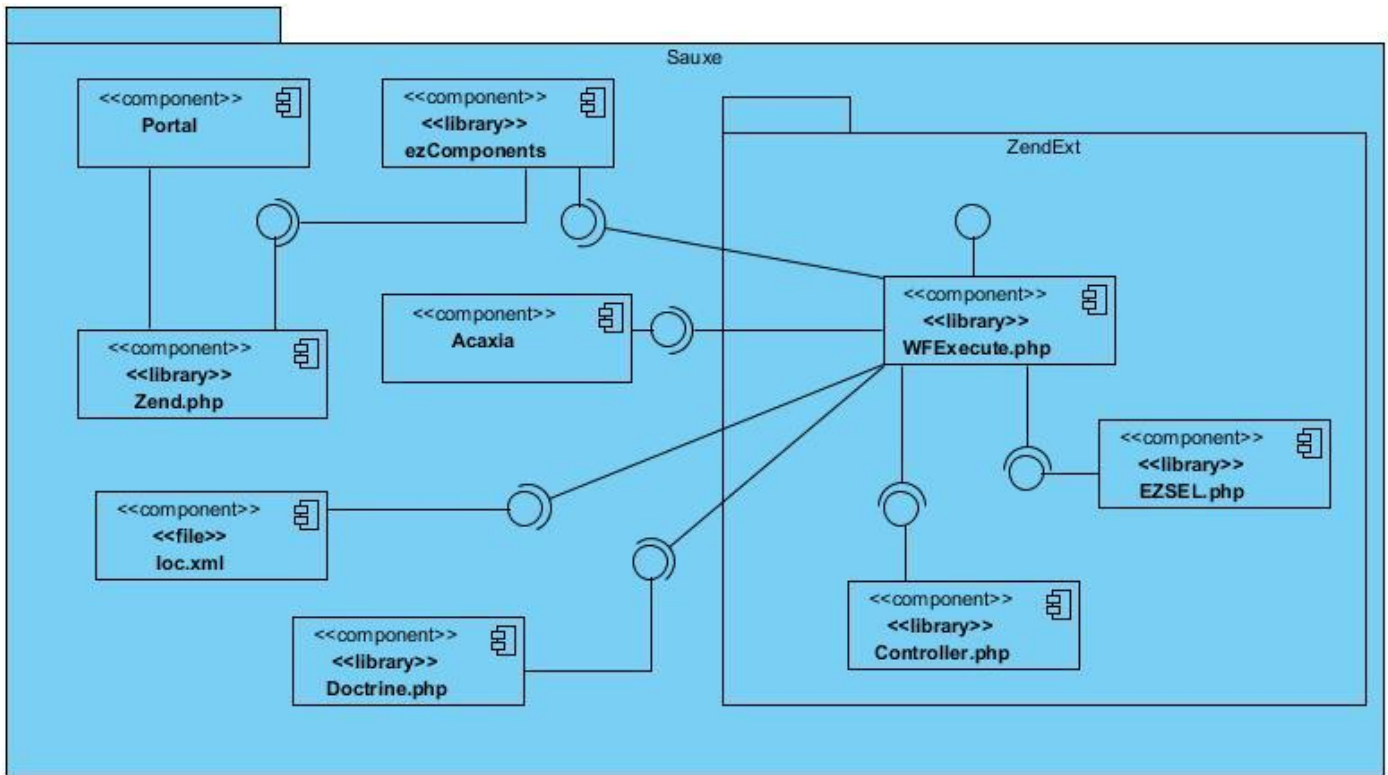 Sauxe
<<component>>
Portal
<<component>>
<<library>>
ezComponents
ZendExt
<<component>>
<<library>>
WFExecute.php
<<component>>
Acaxia
<<component>>
<<library>>
Zend.php
<<component>>
<<library>>
EZSEL.php
<<component>>
<<file>>
Ioc.xml
<<component>>
<<library>>
Controller.php
<<component>>
<<library>>
Doctrine.php